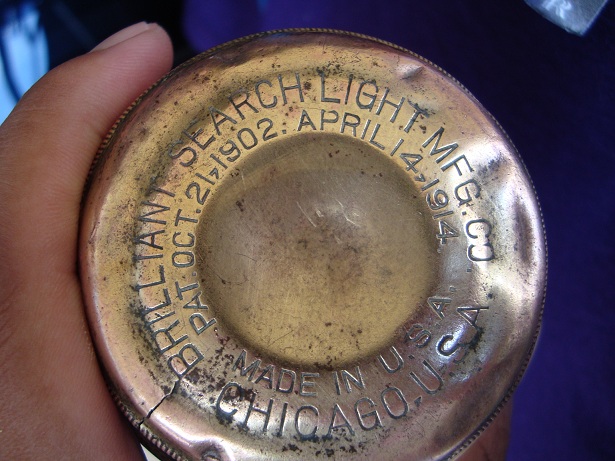 BRILLIANT SEARCH LIGHT MFG. CO.
CHICAGO, U.S.A.
PAT. OCT. 21, 1902. APRIL 14, 1914
MADE IN U.S.A.